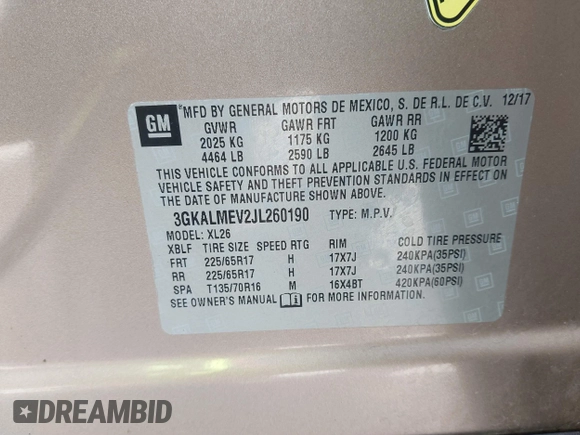 GM
MFD BY GENERAL MOTORS DE MEXICO, S. DE R.L. DE C.V. 12/17
GVWR GAWR FRT GAWR RR
2025 KG 1175 KG 1200 KG
4464 LB 2590 LB 2645 LB
THIS VEHICLE CONFORMS TO ALL APPLICABLE U.S. FEDERAL MOTOR
VEHICLE SAFETY AND THEFT PREVENTION STANDARDS IN EFFECT ON
THE DATE OF MANUFACTURE SHOWN ABOVE.
3GKALMEV2JL260190 TYPE: M.P.V.
MODEL: XL26
XBLF TIRE SIZE SPEED RTG RIM COLD TIRE PRESSURE
FRT 225/65R17 H 17X7J 240KPA(35PSI)
RR 225/65R17 H 17X7J 240KPA(35PSI)
SPA T135/70R16 M 16X4BT 420KPA(60PSI)
SEE OWNER'S MANUAL FOR MORE INFORMATION
DREAMBID